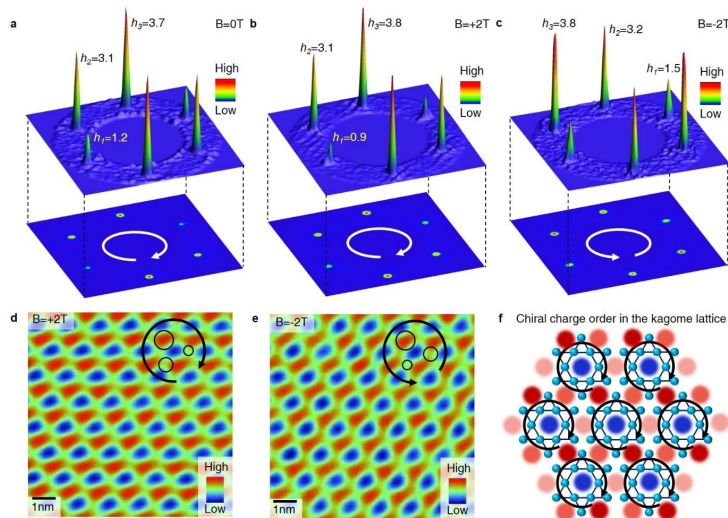 a
h₃=3.7
B=0T
h₂=3.1
High
Low
h₁=1.2
b
h₃=3.8
B=+2T
h₂=3.1
High
Low
h₁=0.9
c
B=-2T
h₃=3.8
h₂=3.2
h₁=1.5
High
Low
d
B=+2T
High
Low
1nm
e
B=-2T
High
Low
1nm
f Chiral charge order in the kagome lattice